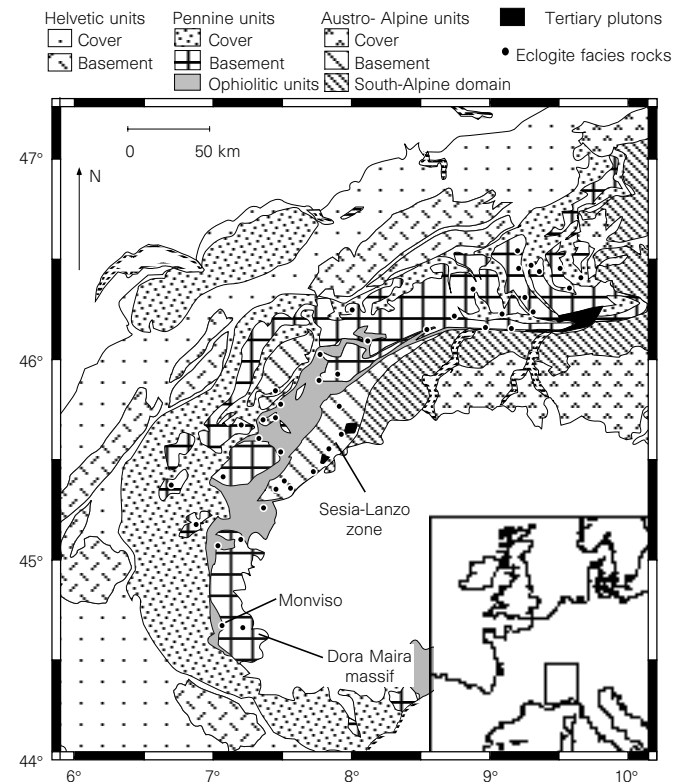 Helvetic units Pennine units Austro- Alpine units Tertiary plutons
Cover Cover Cover Eclogite facies rocks
Basement Basement Basement
Ophiolitic units South-Alpine domain
47°
0 50 km
N
46°
Sesia-Lanzo
zone
45°
Monviso
Dora Maira
massif
44°
6° 7° 8° 9° 10°